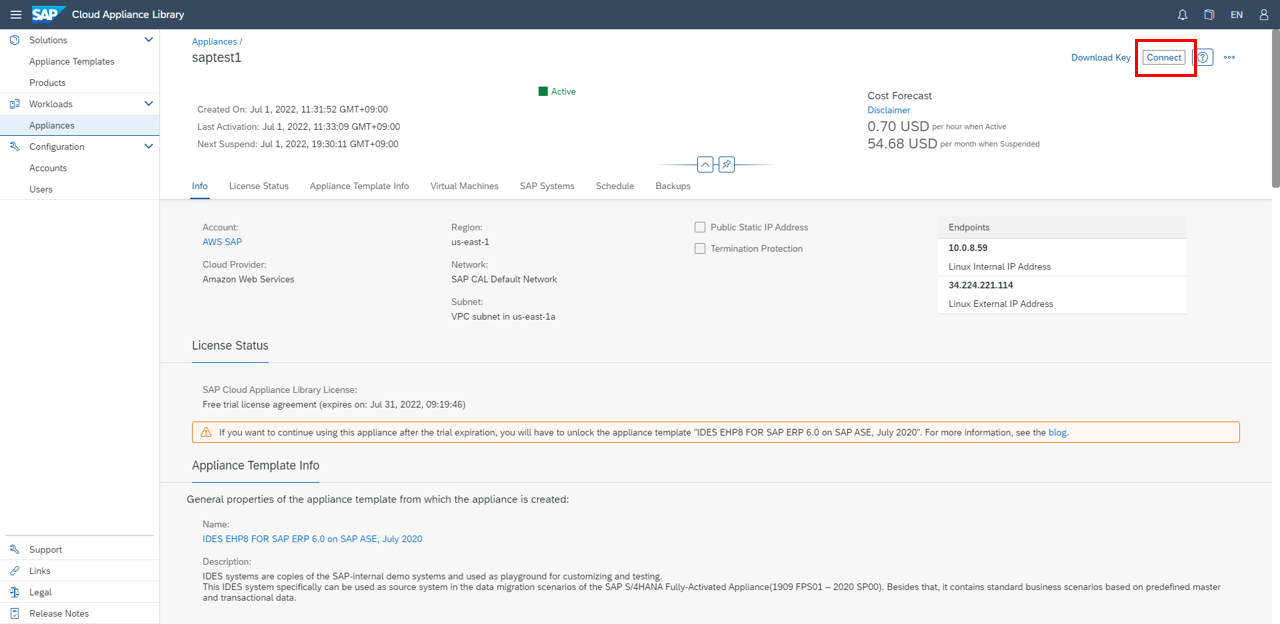 SAP Cloud Appliance Library
EN
Solutions
Appliance Templates
Products
Workloads
Appliances
Configuration
Accounts
Users
Support
Links
Legal
Release Notes
Appliances /
saptest1
Download Key
Connect
Active
Created On: Jul 1, 2022, 11:31:52 GMT+09:00
Last Activation: Jul 1, 2022, 11:33:09 GMT+09:00
Next Suspend: Jul 1, 2022, 19:30:11 GMT+09:00
Cost Forecast
Disclaimer
0.70 USD per hour when Active
54.68 USD per month when Suspended
Info License Status Appliance Template Info Virtual Machines SAP Systems Schedule Backups
Account:
AWS SAP
Cloud Provider:
Amazon Web Services
Region:
us-east-1
Network:
SAP CAL Default Network
Subnet:
VPC subnet in us-east-1a
Public Static IP Address
Termination Protection
Endpoints
10.0.8.59
Linux Internal IP Address
34.224.221.114
Linux External IP Address
License Status
SAP Cloud Appliance Library License:
Free trial license agreement (expires on: Jul 31, 2022, 09:19:46)
If you want to continue using this appliance after the trial expiration, you will have to unlock the appliance template "IDES EHP8 FOR SAP ERP 6.0 on SAP ASE, July 2020". For more information, see the blog.
Appliance Template Info
General properties of the appliance template from which the appliance is created:
Name:
IDES EHP8 FOR SAP ERP 6.0 on SAP ASE, July 2020
Description:
IDES systems are copies of the SAP-internal demo systems and used as playground for customizing and testing.
This IDES system specifically can be used as source system in the data migration scenarios of the SAP S/4HANA Fully-Activated Appliance(1909 FPS01 – 2020 SP00). Besides that, it contains standard business scenarios based on predefined master
and transactional data.